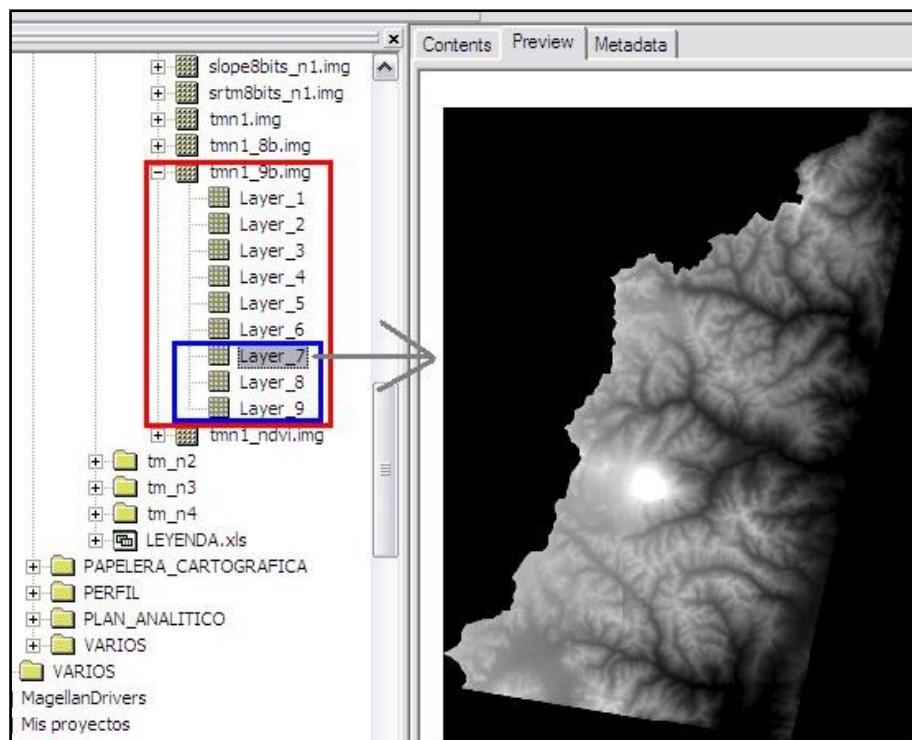 Contents Preview Metadata
slope8bits_n1.img
srtm8bits_n1.img
tmn1.img
tmn1_8b.img
tmn1_9b.img
Layer_1
Layer_2
Layer_3
Layer_4
Layer_5
Layer_6
Layer_7
Layer_8
Layer_9
tmn1_ndvi.img
tm_n2
tm_n3
tm_n4
LEYENDA.xls
PAPELERA_CARTOGRAFICA
PERFIL
PLAN_ANALITICO
VARIOS
VARIOS
MagellanDrivers
Mis proyectos